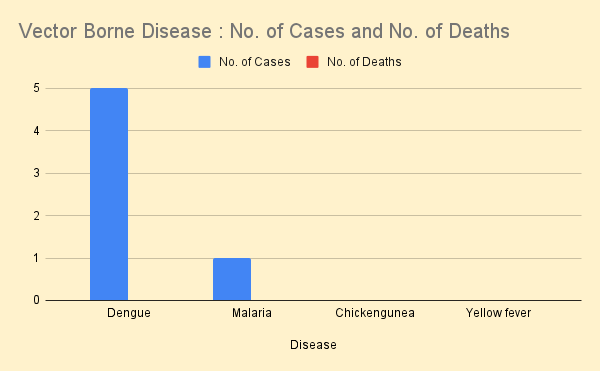 Vector Borne Disease : No. of Cases and No. of Deaths
No. of Cases No. of Deaths
5
4
3
2
1
0
Dengue Malaria Chickengunea Yellow fever
Disease